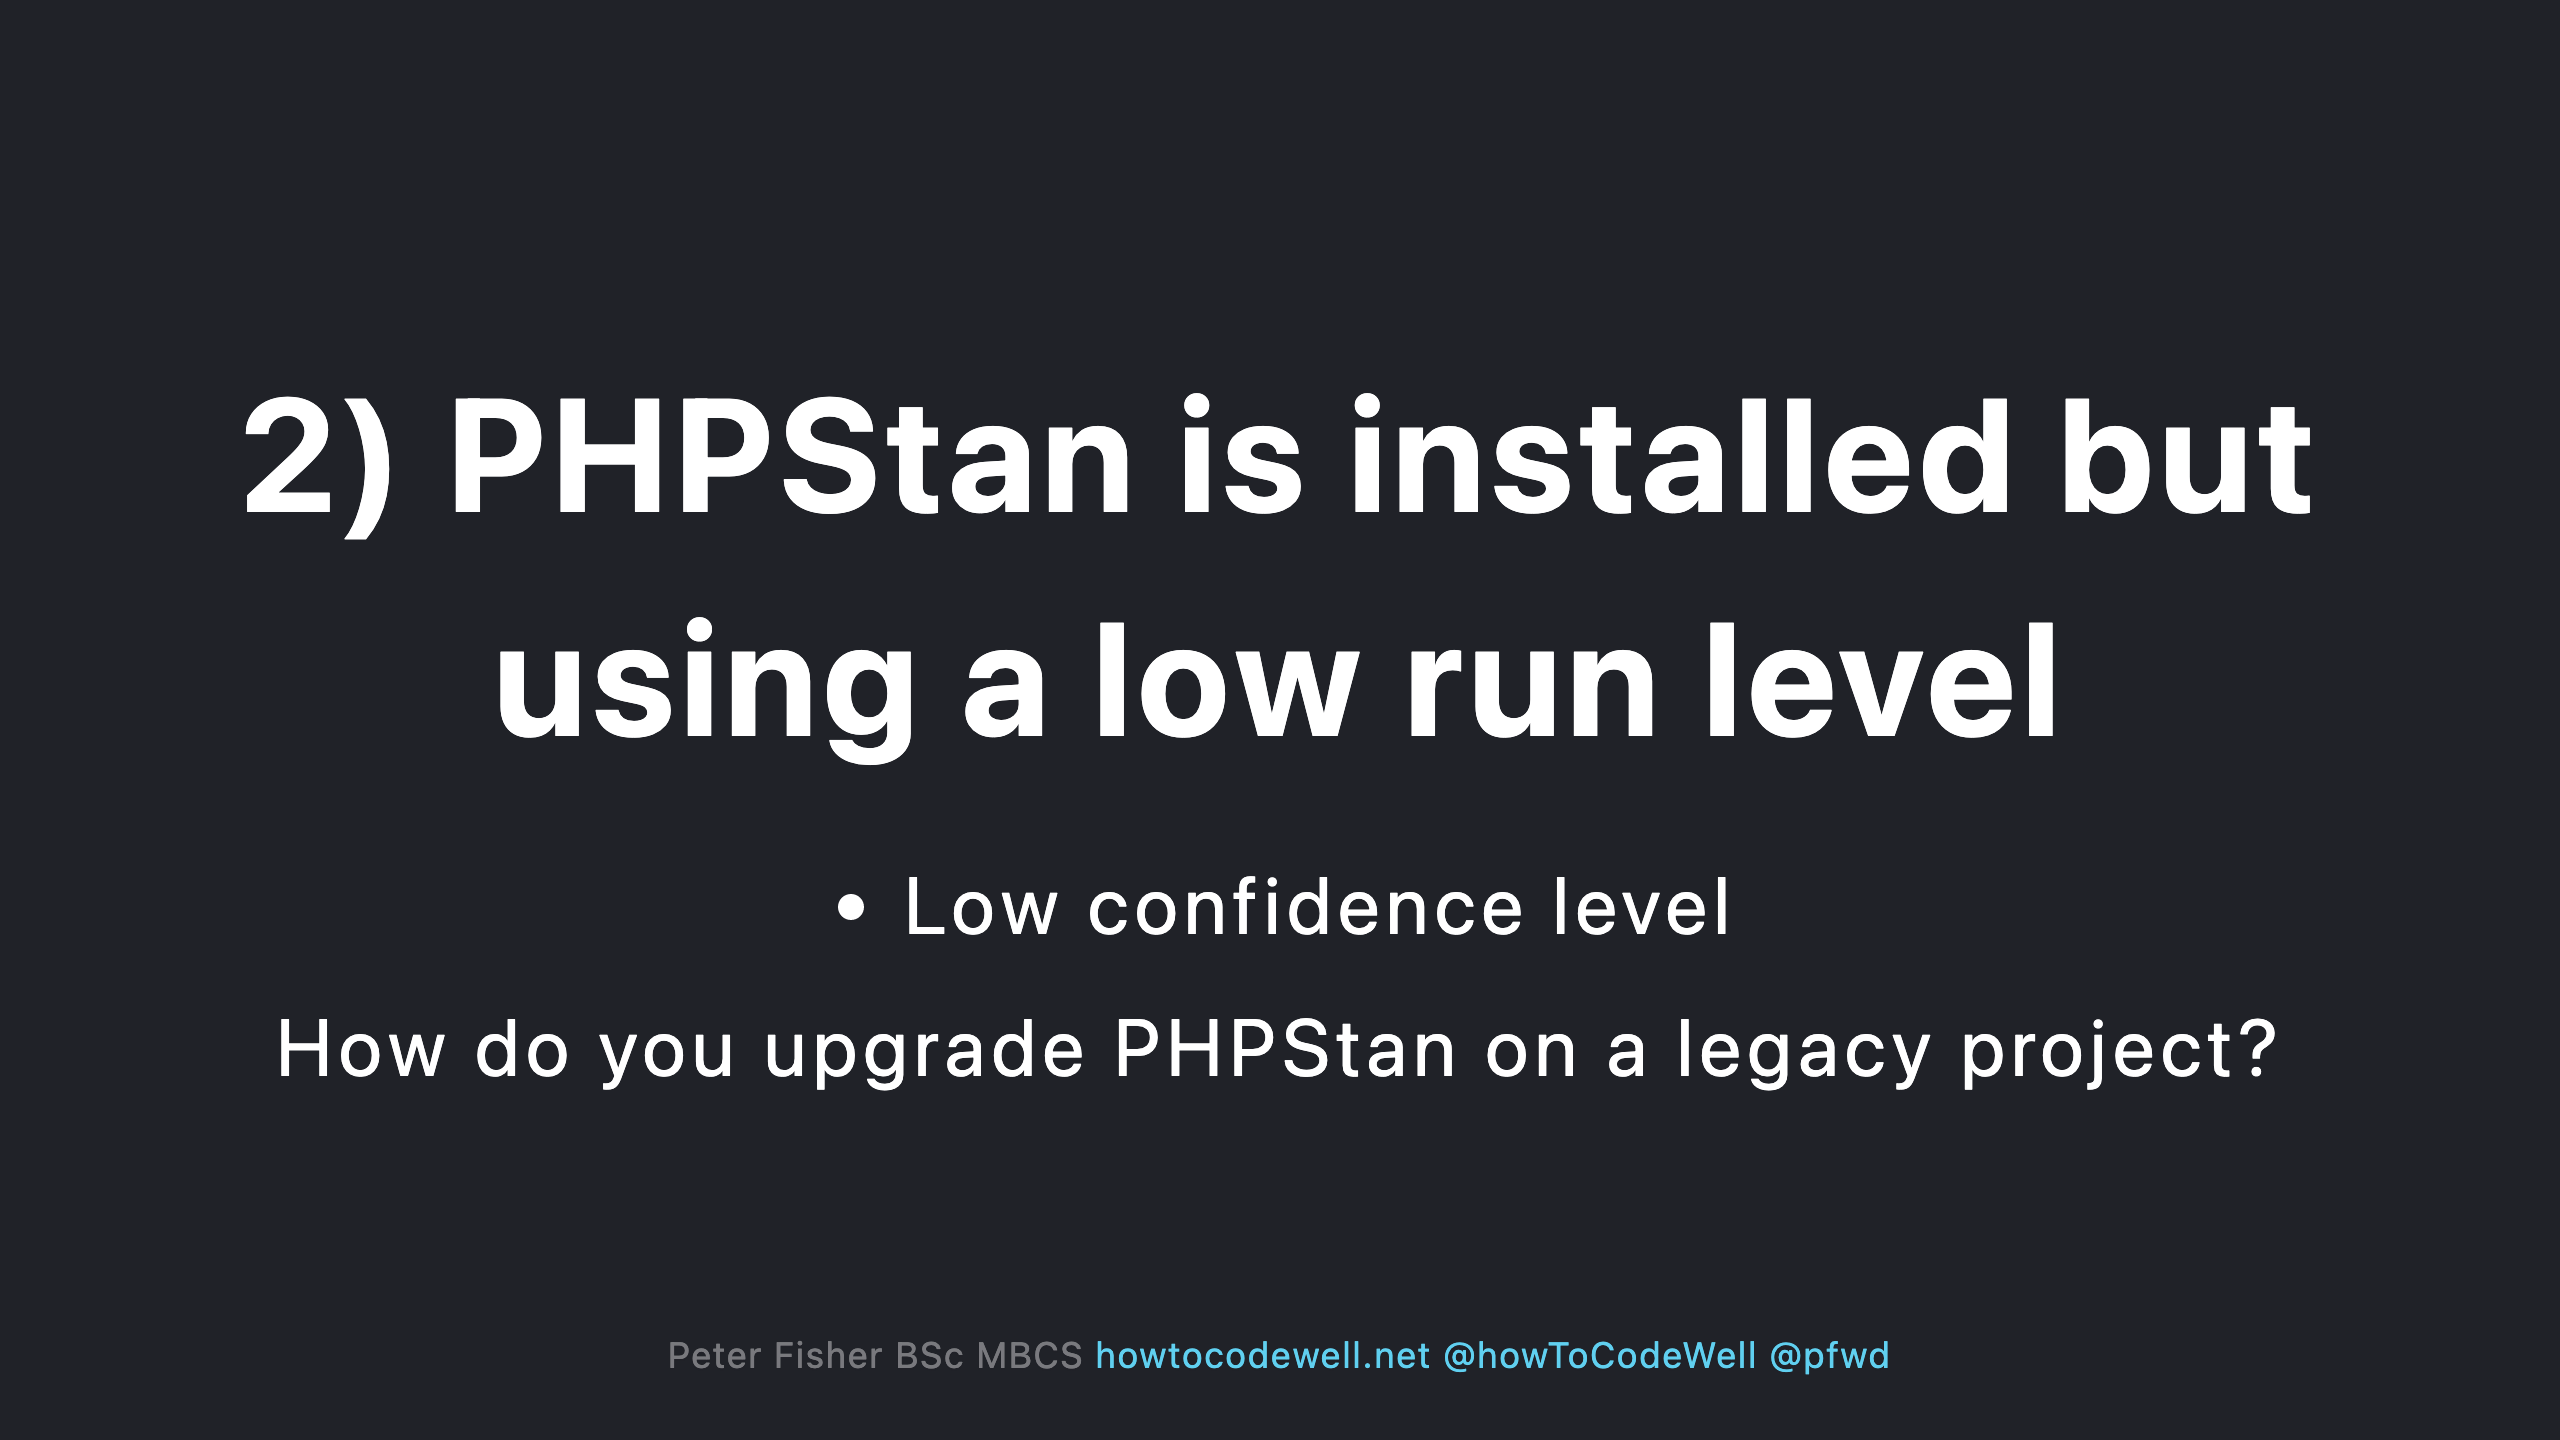 2) PHPStan is installed but
using a low run level
• Low confidence level
How do you upgrade PHPStan on a legacy project?
Peter Fisher BSc MBCS howtocodewell.net @howToCodeWell @pfwd